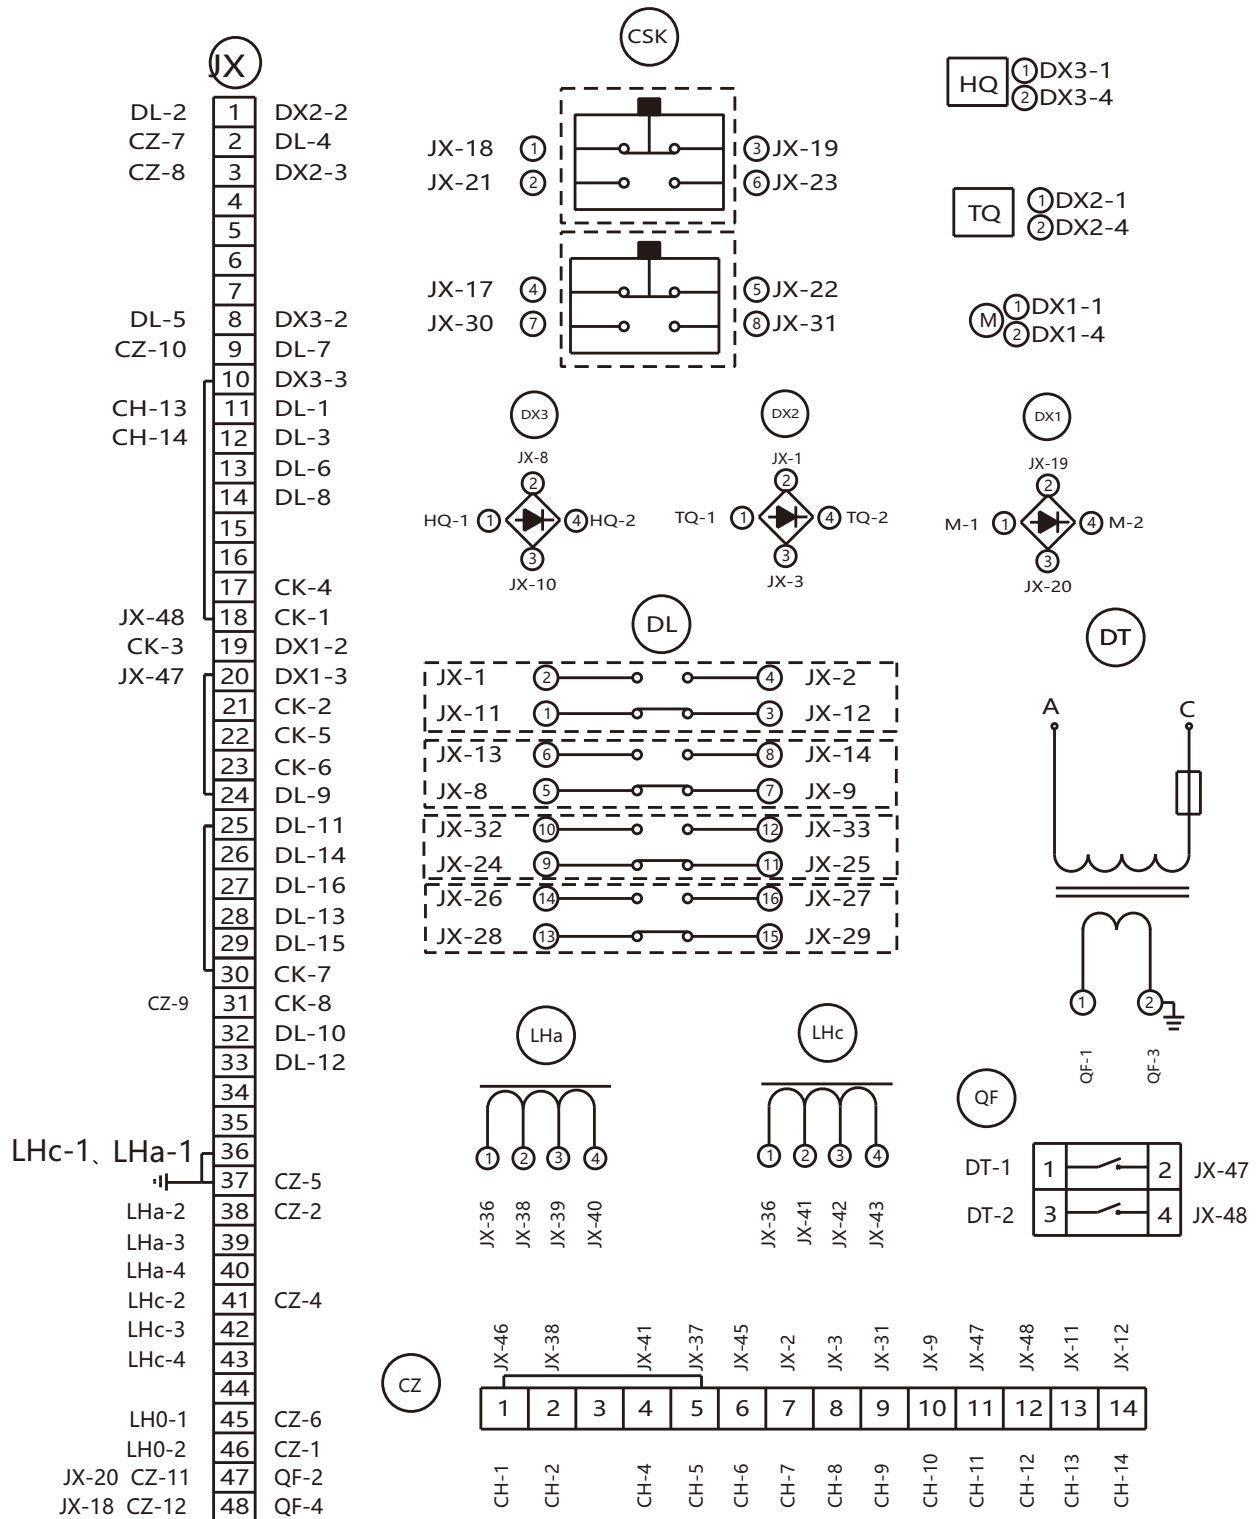 JX
DL-2 1 DX2-2
CZ-7 2 DL-4
CZ-8 3 DX2-3
4
5
6
7
DL-5 8 DX3-2
CZ-10 9 DL-7
10 DX3-3
CH-13 11 DL-1
CH-14 12 DL-3
13 DL-6
14 DL-8
15
16
17 CK-4
JX-48 18 CK-1
CK-3 19 DX1-2
JX-47 20 DX1-3
21 CK-2
22 CK-5
23 CK-6
24 DL-9
25 DL-11
26 DL-14
27 DL-16
28 DL-13
29 DL-15
30 CK-7
CZ-9 31 CK-8
32 DL-10
33 DL-12
34
35
LHc-1、LHa-1 36
37 CZ-5
LHa-2 38 CZ-2
LHa-3 39
LHa-4 40
LHc-2 41 CZ-4
LHc-3 42
LHc-4 43
44
LH0-1 45 CZ-6
LH0-2 46 CZ-1
JX-20 CZ-11 47 QF-2
JX-18 CZ-12 48 QF-4
CSK
JX-18 1 3 JX-19
JX-21 2 6 JX-23
JX-17 4 5 JX-22
JX-30 7 8 JX-31
HQ
1 DX3-1
2 DX3-4
TQ
1 DX2-1
2 DX2-4
M
1 DX1-1
2 DX1-4
DX3
JX-8
2
HQ-1 1 4 HQ-2
3
JX-10
DX2
JX-1
2
TQ-1 1 4 TQ-2
3
JX-3
DX1
JX-19
2
M-1 1 4 M-2
3
JX-20
DL
JX-1 2 4 JX-2
JX-11 1 3 JX-12
JX-13 6 8 JX-14
JX-8 5 7 JX-9
JX-32 10 12 JX-33
JX-24 9 11 JX-25
JX-26 14 16 JX-27
JX-28 13 15 JX-29
DT
A C
1 2
QF-1 QF-3
LHa
1 2 3 4
JX-36 JX-38 JX-39 JX-40
LHc
1 2 3 4
JX-36 JX-41 JX-42 JX-43
QF
DT-1 1 2 JX-47
DT-2 3 4 JX-48
CZ
JX-46 JX-38 JX-41 JX-37 JX-45 JX-2 JX-3 JX-31 JX-9 JX-47 JX-48 JX-11 JX-12
1 2 3 4 5 6 7 8 9 10 11 12 13 14
CH-1 CH-2 CH-4 CH-5 CH-6 CH-7 CH-8 CH-9 CH-10 CH-11 CH-12 CH-13 CH-14